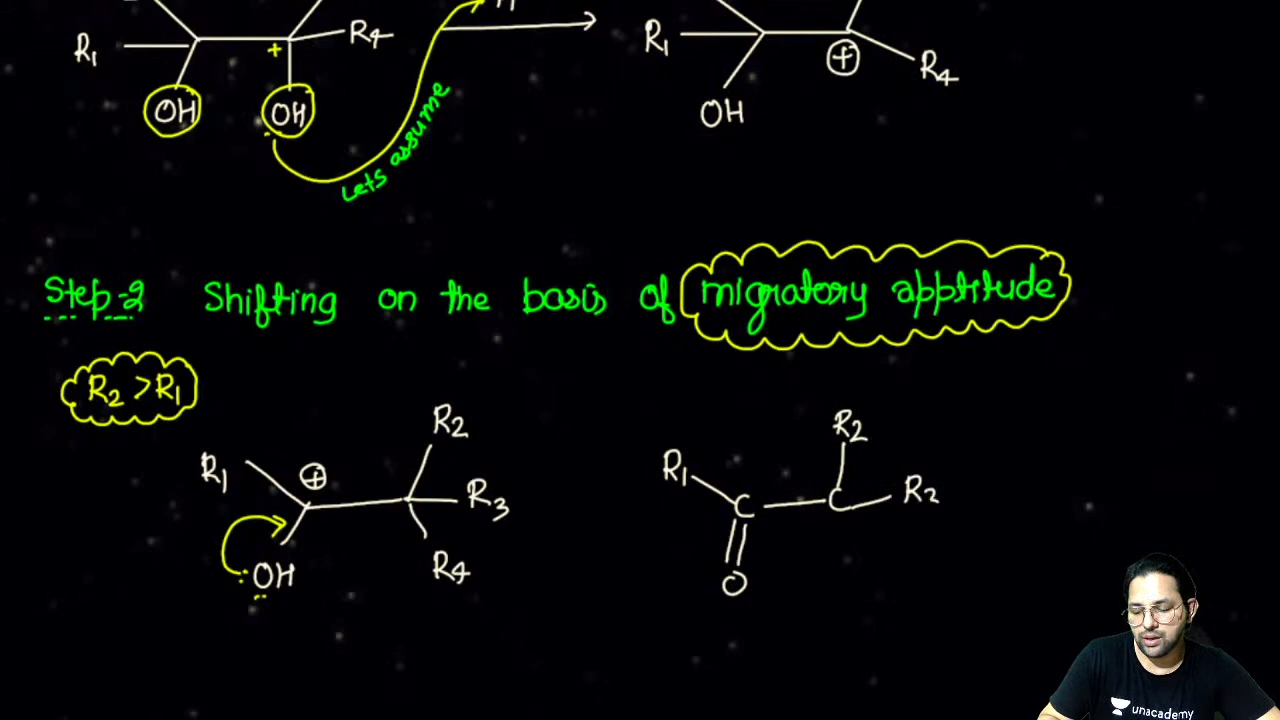 R1 + R4 R1 + R4
OH OH OH
Lets assume
Step-2 Shifting on the basis of migratory apptitude
R2 > R1
R2 R2
R1 + R3 R1 C C R2
:OH R4 O
unacademy